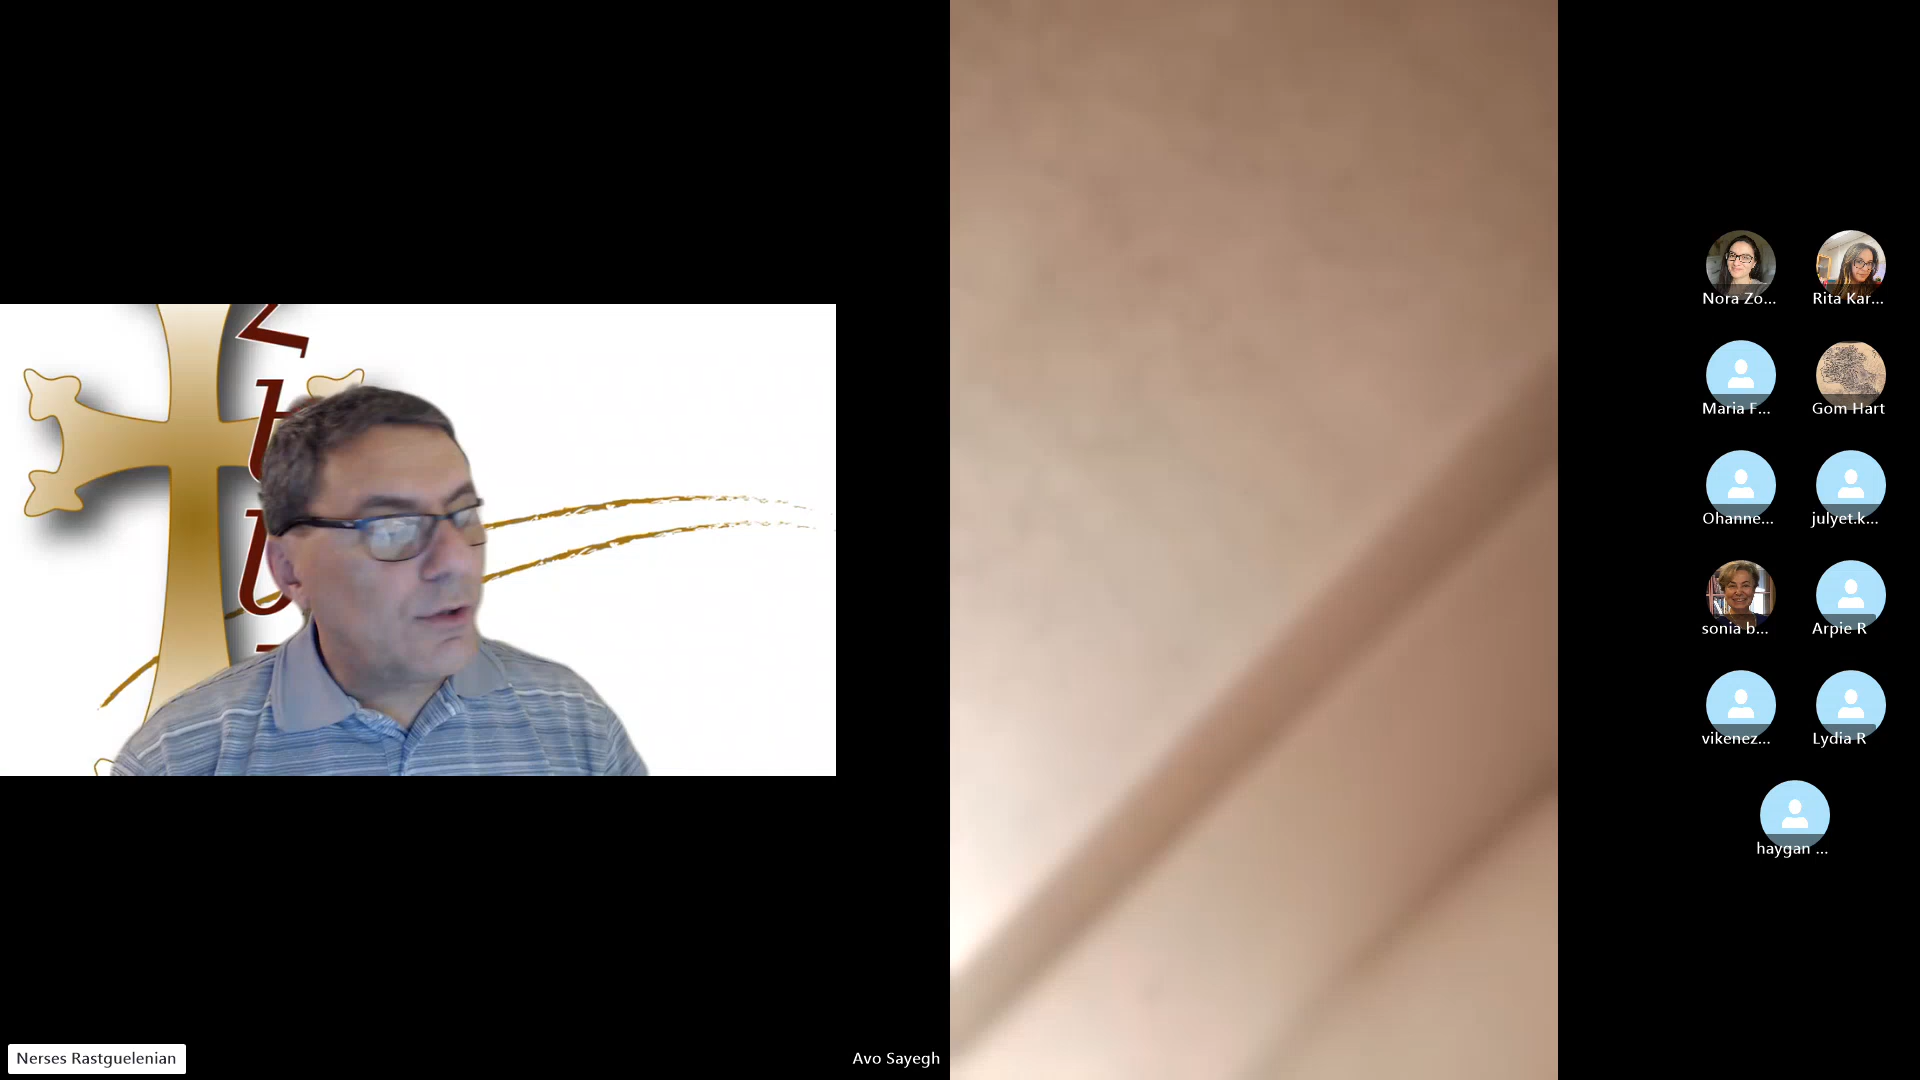 Nora Zo...
Rita Kar...
Maria F...
Gom Hart
Ohanne...
julyet.k...
sonia b...
Arpie R
vikenez...
Lydia R
haygan ...
Nerses Rastguelenian
Avo Sayegh